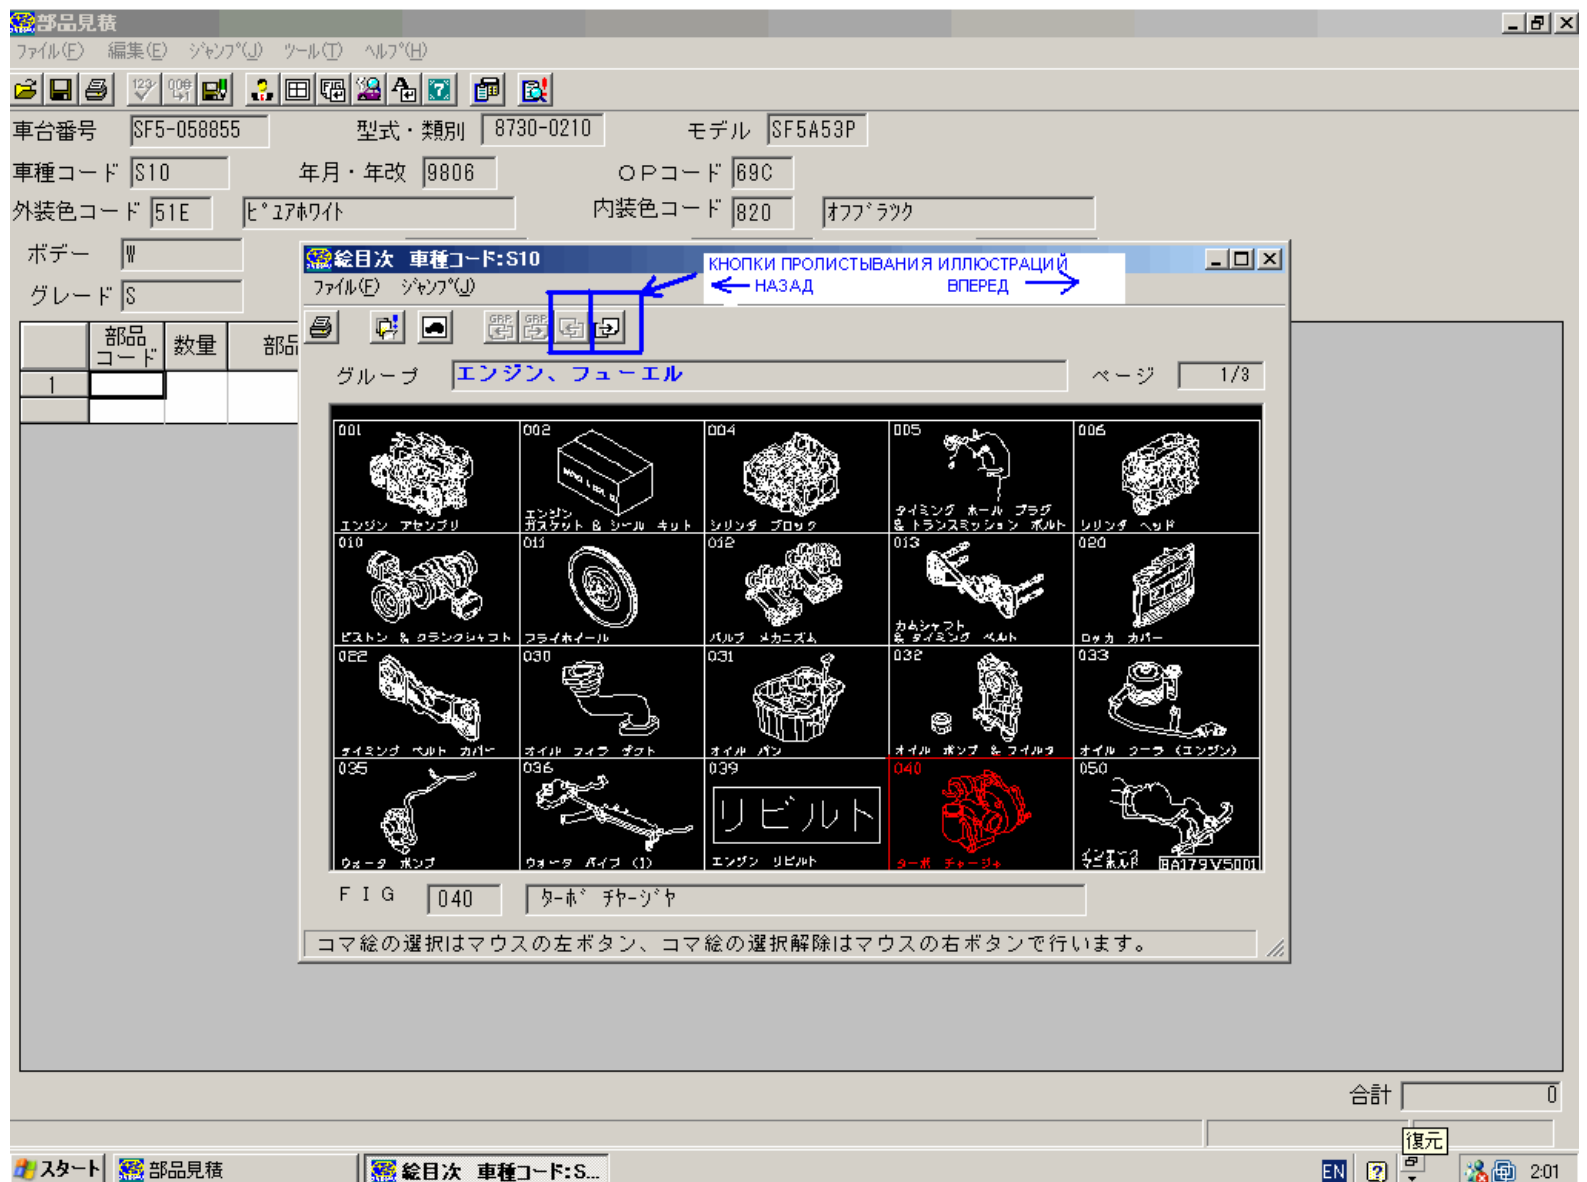 部品見積
ファイル(F) 編集(E) ジャンプ(J) ツール(T) ヘルプ(H)
車台番号 SF5-058855 型式・類別 8730-0210 モデル SF5A53P
車種コード S10 年月・年改 9806 OPコード 69C
外装色コード 51E ピュアホワイト 内装色コード 820 オフブラツク
ボデー W
グレード S
部品コード 数量 部品
1
絵目次 車種コード:S10
КНОПКИ ПРОЛИСТЫВАНИЯ ИЛЛЮСТРАЦИЙ
НАЗАД ВПЕРЕД
ファイル(F) ジャンプ(J)
GRP GRP
グループ エンジン、フューエル ページ 1/3
001 002 004 005 006
エンジン アセンブリ
エンジン
ガスケット & シール キット
シリンダ ブロック
タイミング ホール プラグ
& トランスミッション ボルト
シリンダ ヘッド
010 011 012 013 020
ピストン & クランクシャフト
フライホイール
バルブ メカニズム
カムシャフト
& タイミング ベルト
ロッカ カバー
022 030 031 032 033
タイミング ベルト カバー
オイル フィラ ダクト
オイル パン
オイル ポンプ & フイルタ
オイル クーラ (エンジン)
035 036 039 040 050
リビルト
ウォータ ポンプ
ウォータ パイプ (1)
エンジン リビルト
ターボ チャージャ
インテーク
マニホルド
BA179V5001
FIG 040 ターボ チヤージヤ
コマ絵の選択はマウスの左ボタン、コマ絵の選択解除はマウスの右ボタンで行います。
合計 0
復元
スタート 部品見積 絵目次 車種コード:S... EN 2:01